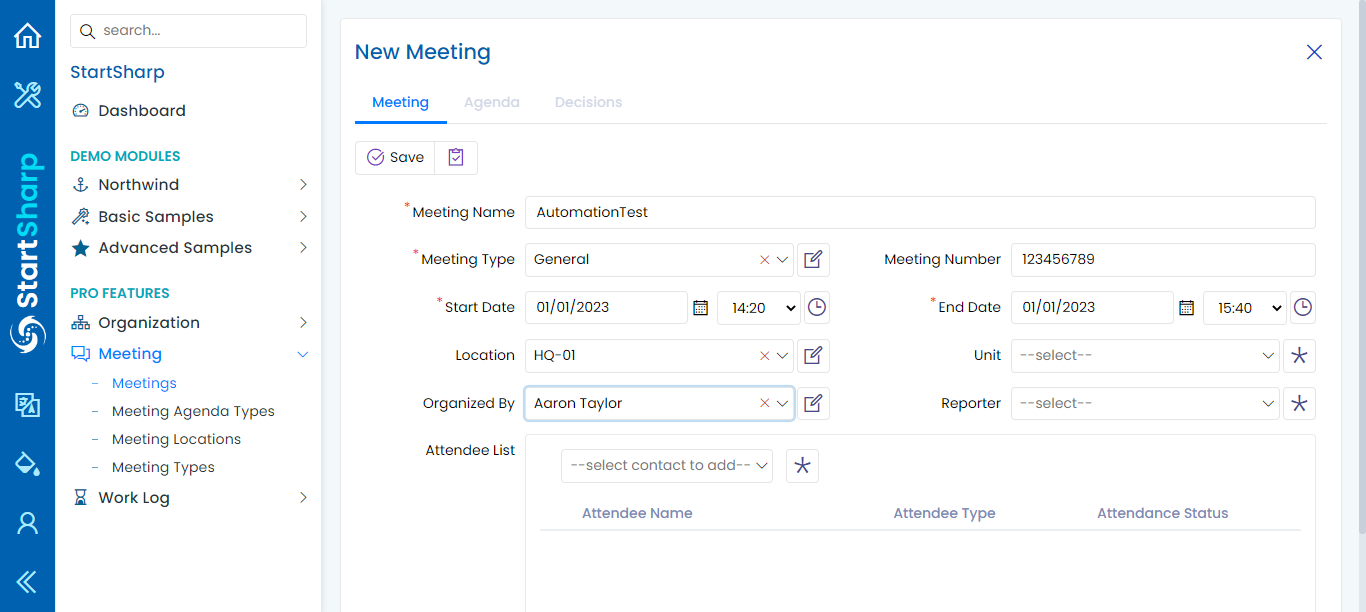 StartSharp
search...
StartSharp
Dashboard
DEMO MODULES
Northwind
Basic Samples
Advanced Samples
PRO FEATURES
Organization
Meeting
- Meetings
- Meeting Agenda Types
- Meeting Locations
- Meeting Types
Work Log
New Meeting
Meeting Agenda Decisions
Save
*Meeting Name AutomationTest
*Meeting Type General Meeting Number 123456789
*Start Date 01/01/2023 14:20 *End Date 01/01/2023 15:40
Location HQ-01 Unit --select--
Organized By Aaron Taylor Reporter --select--
Attendee List --select contact to add--
Attendee Name Attendee Type Attendance Status